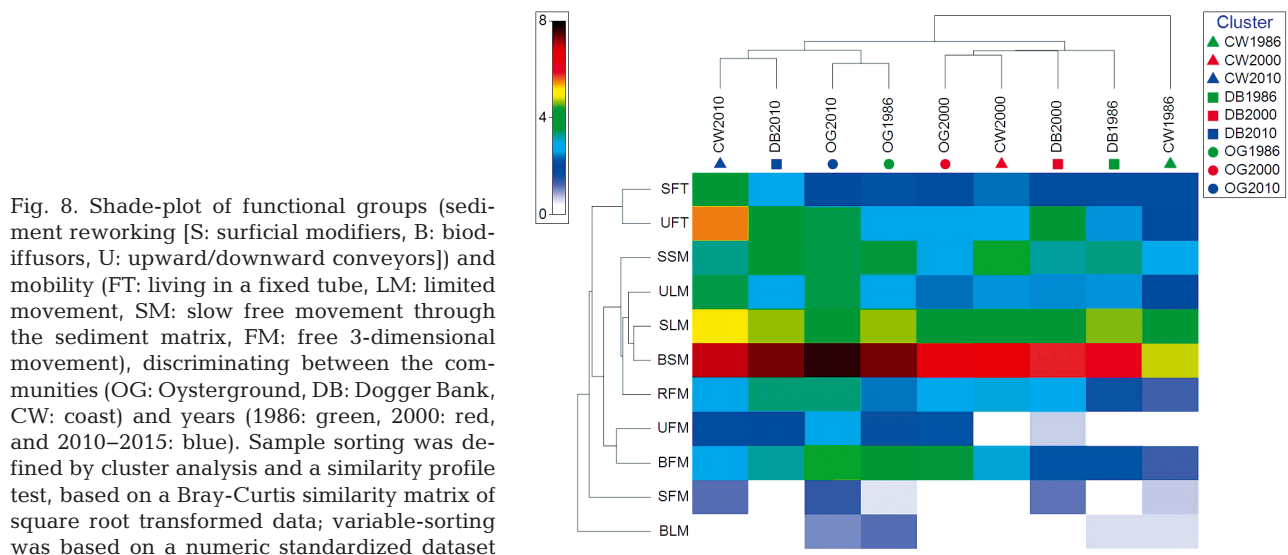 Fig. 8. Shade-plot of functional groups (sedi-
ment reworking [S: surficial modifiers, B: biod-
iffusors, U: upward/downward conveyors]) and
mobility (FT: living in a fixed tube, LM: limited
movement, SM: slow free movement through
the sediment matrix, FM: free 3-dimensional
movement), discriminating between the com-
munities (OG: Oysterground, DB: Dogger Bank,
CW: coast) and years (1986: green, 2000: red,
and 2010–2015: blue). Sample sorting was de-
fined by cluster analysis and a similarity profile
test, based on a Bray-Curtis similarity matrix of
square root transformed data; variable-sorting
was based on a numeric standardized dataset
8
4
0
CW2010
DB2010
OG2010
OG1986
OG2000
CW2000
DB2000
DB1986
CW1986
SFT
UFT
SSM
ULM
SLM
BSM
RFM
UFM
BFM
SFM
BLM
Cluster
CW1986
CW2000
CW2010
DB1986
DB2000
DB2010
OG1986
OG2000
OG2010